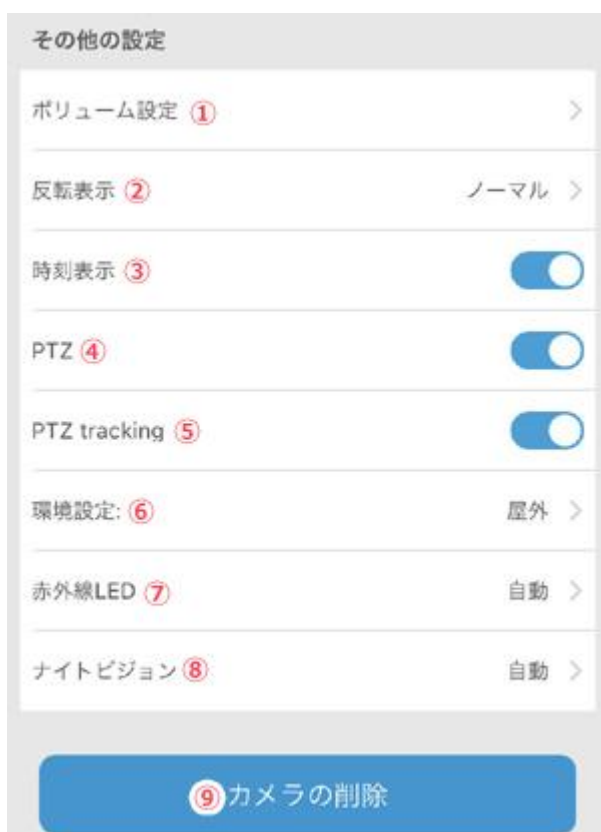 その他の設定
ボリューム設定 ①
反転表示 ② ノーマル
時刻表示 ③
PTZ ④
PTZ tracking ⑤
環境設定: ⑥ 屋外
赤外線LED ⑦ 自動
ナイトビジョン ⑧ 自動
⑨カメラの削除